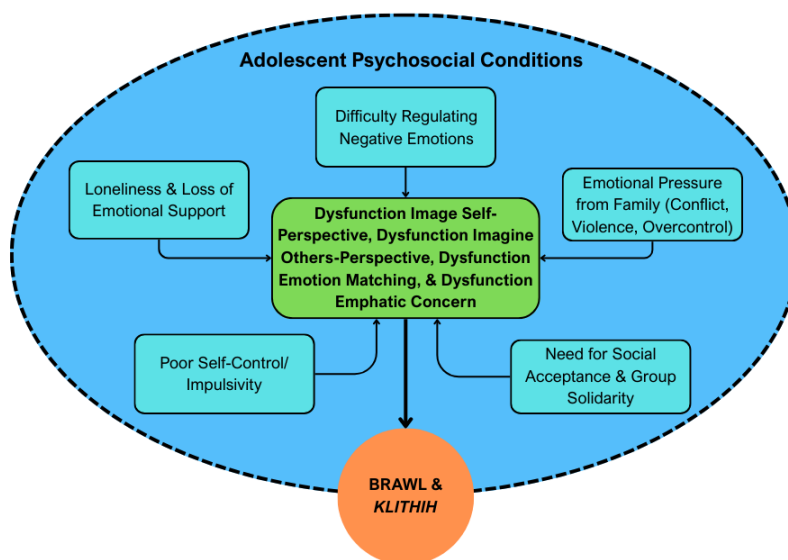 Adolescent Psychosocial Conditions
Difficulty Regulating
Negative Emotions
Loneliness & Loss of
Emotional Support
Emotional Pressure
from Family (Conflict,
Violence, Overcontrol)
Dysfunction Image Self-
Perspective, Dysfunction Imagine
Others-Perspective, Dysfunction
Emotion Matching, & Dysfunction
Emphatic Concern
Poor Self-Control/
Impulsivity
Need for Social
Acceptance & Group
Solidarity
BRAWL &
KLITHIH